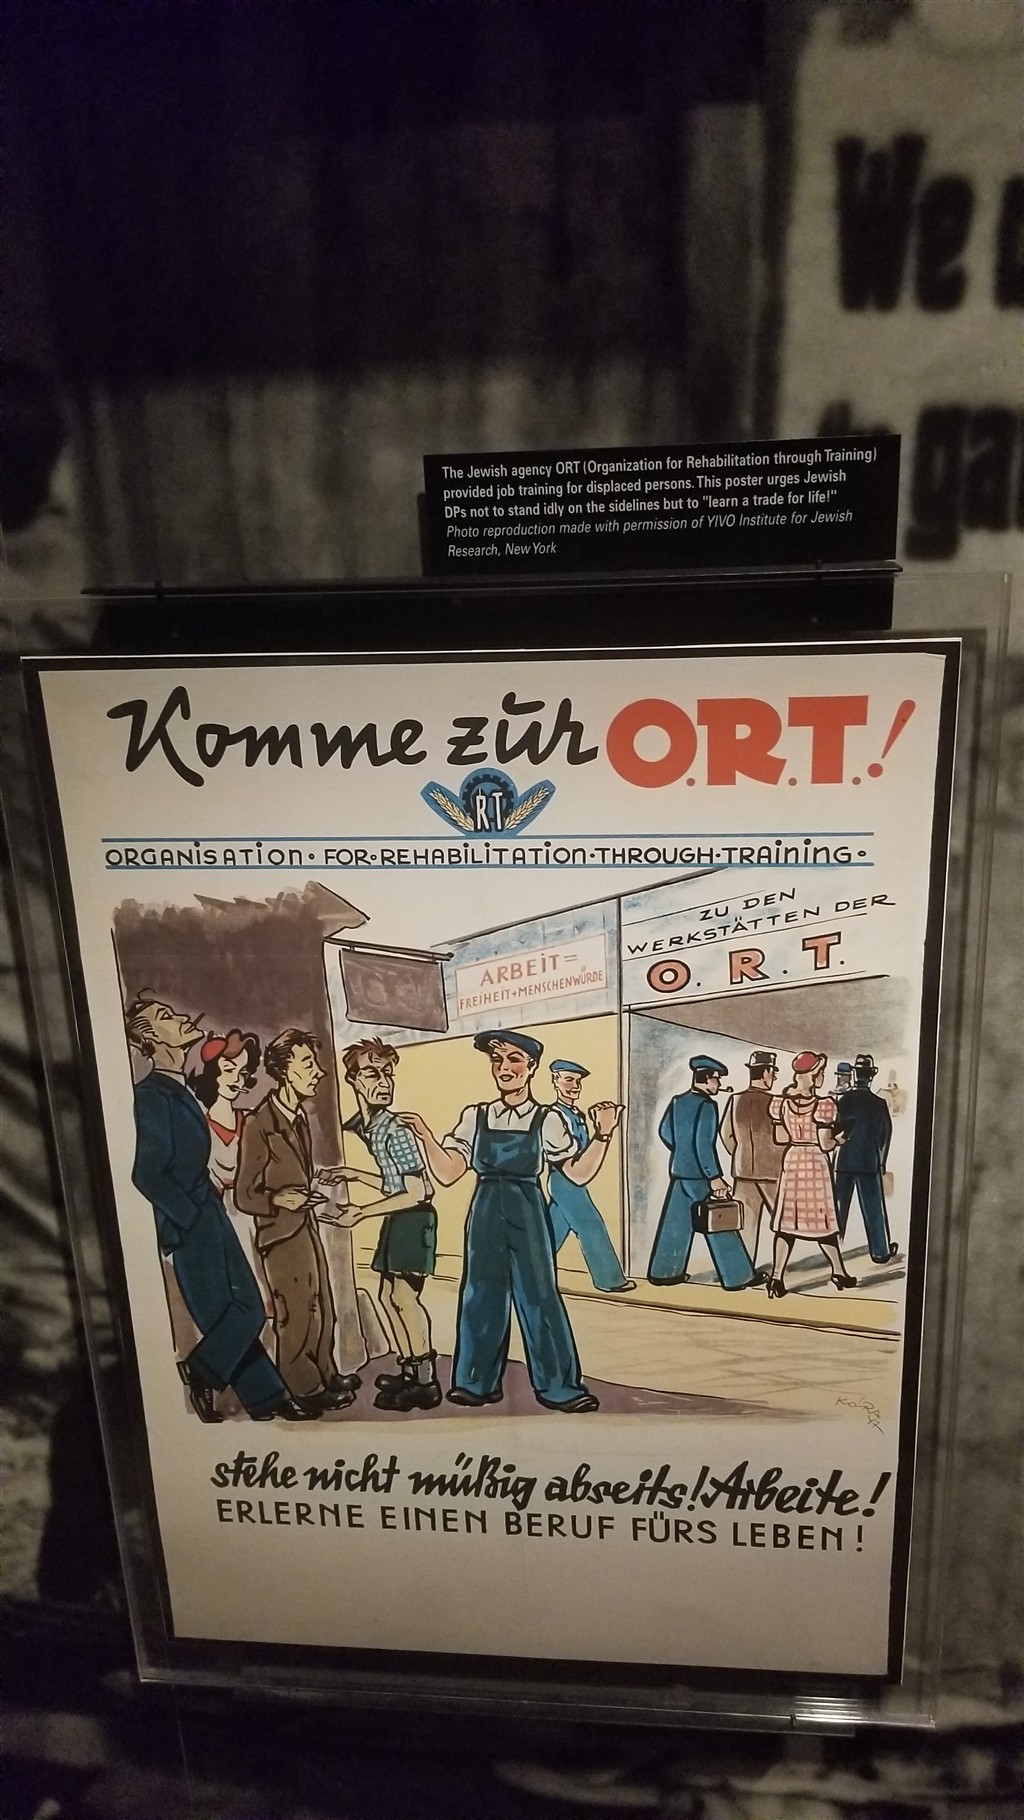 We
The Jewish agency ORT (Organization for Rehabilitation through Training)
provided job training for displaced persons. This poster urges Jewish
DPs not to stand idly on the sidelines but to "learn a trade for life!"
Photo reproduction made with permission of YIVO Institute for Jewish
Research, New York
Komme zur O.R.T.!
RT
ORGANISATION • FOR • REHABILITATION • THROUGH • TRAINING •
ZU DEN
WERKSTÄTTEN DER
O.R.T.
ARBEIT =
FREIHEIT + MENSCHENWÜRDE
stehe nicht müßig abseits! Arbeite!
ERLERNE EINEN BERUF FÜRS LEBEN!